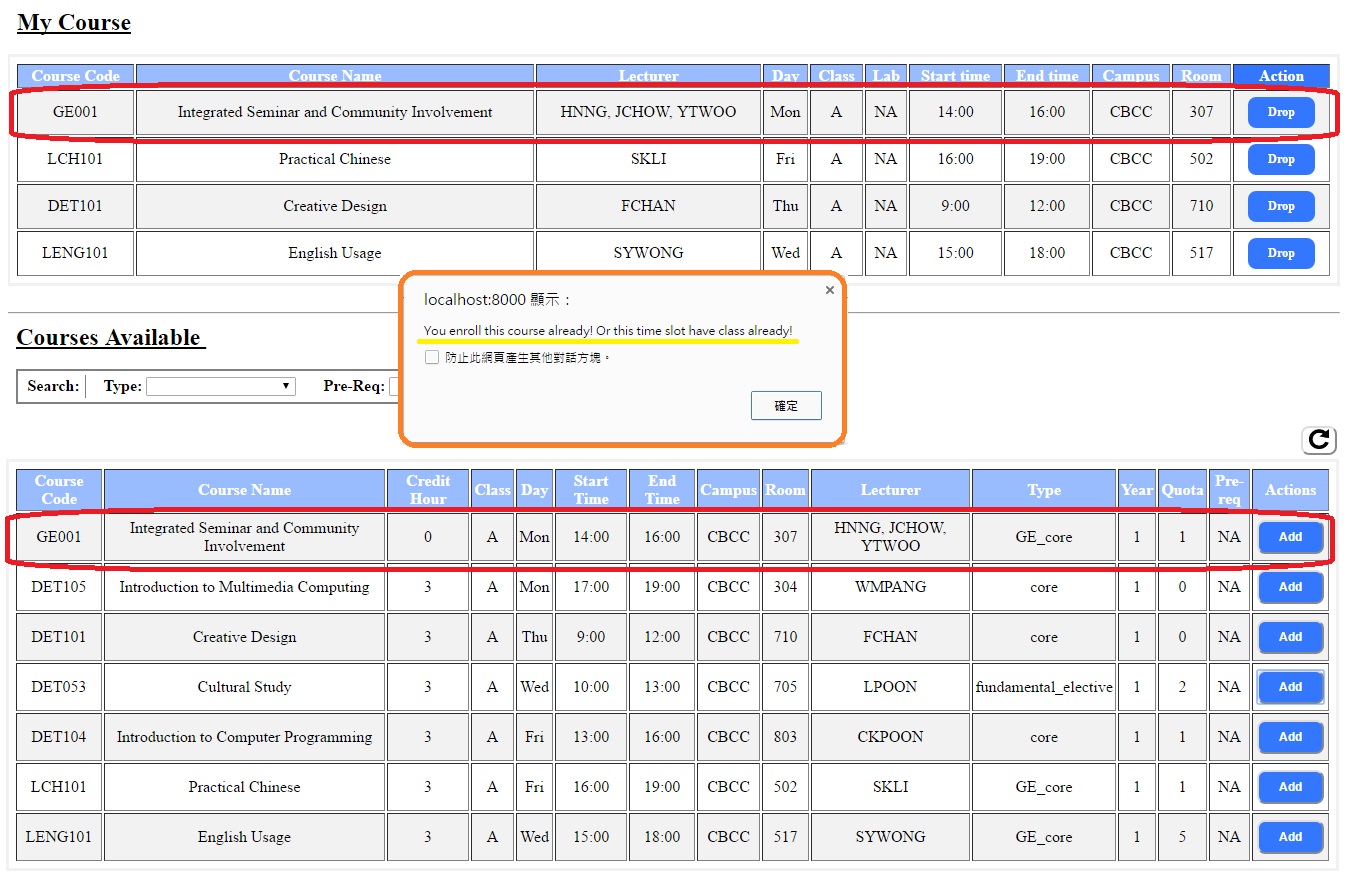 My Course
Course Code Course Name Lecturer Day Class Lab Start time End time Campus Room Action
GE001 Integrated Seminar and Community Involvement HNNG, JCHOW, YTWOO Mon A NA 14:00 16:00 CBCC 307 Drop
LCH101 Practical Chinese SKLI Fri A NA 16:00 19:00 CBCC 502 Drop
DET101 Creative Design FCHAN Thu A NA 9:00 12:00 CBCC 710 Drop
LENG101 English Usage SYWONG Wed A NA 15:00 18:00 CBCC 517 Drop
localhost:8000 顯示：
You enroll this course already! Or this time slot have class already!
防止此網頁產生其他對話方塊。
確定
Courses Available
Search: Type: Pre-Req:
Course Code Course Name Credit Hour Class Day Start Time End Time Campus Room Lecturer Type Year Quota Pre-req Actions
GE001 Integrated Seminar and Community Involvement 0 A Mon 14:00 16:00 CBCC 307 HNNG, JCHOW, YTWOO GE_core 1 1 NA Add
DET105 Introduction to Multimedia Computing 3 A Mon 17:00 19:00 CBCC 304 WMPANG core 1 0 NA Add
DET101 Creative Design 3 A Thu 9:00 12:00 CBCC 710 FCHAN core 1 0 NA Add
DET053 Cultural Study 3 A Wed 10:00 13:00 CBCC 705 LPOON fundamental_elective 1 2 NA Add
DET104 Introduction to Computer Programming 3 A Fri 13:00 16:00 CBCC 803 CKPOON core 1 1 NA Add
LCH101 Practical Chinese 3 A Fri 16:00 19:00 CBCC 502 SKLI GE_core 1 1 NA Add
LENG101 English Usage 3 A Wed 15:00 18:00 CBCC 517 SYWONG GE_core 1 5 NA Add